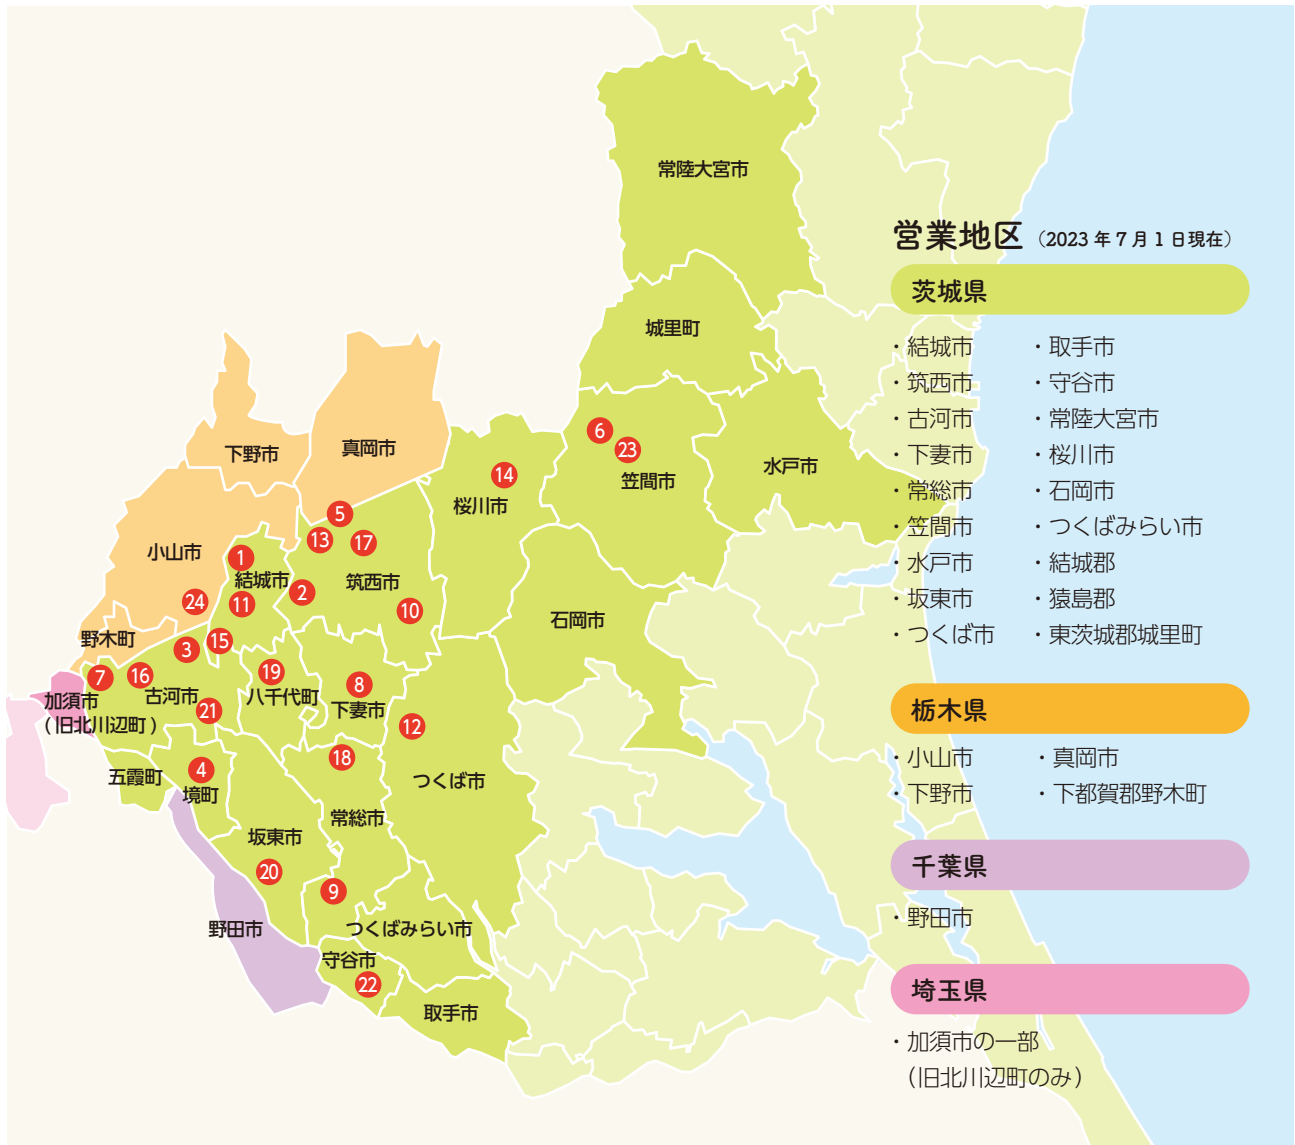 常陸大宮市
営業地区（2023年7月1日現在）
茨城県
・結城市
・筑西市
・古河市
・下妻市
・常総市
・笠間市
・水戸市
・坂東市
・つくば市
・取手市
・守谷市
・常陸大宮市
・桜川市
・石岡市
・つくばみらい市
・結城郡
・猿島郡
・東茨城郡城里町
栃木県
・小山市
・下野市
・真岡市
・下都賀郡野木町
千葉県
・野田市
埼玉県
・加須市の一部
(旧北川辺町のみ)
城里町
6
23
笠間市
水戸市
下野市
真岡市
14
桜川市
5
13
17
小山市
1
結城市
筑西市
2
24
11
10
石岡市
野木町
15
3
7
16
19
8
加須市
(旧北川辺町)
古河市
八千代町
下妻市
21
12
18
五霞町
4
境町
つくば市
坂東市
常総市
20
9
野田市
つくばみらい市
守谷市
22
取手市